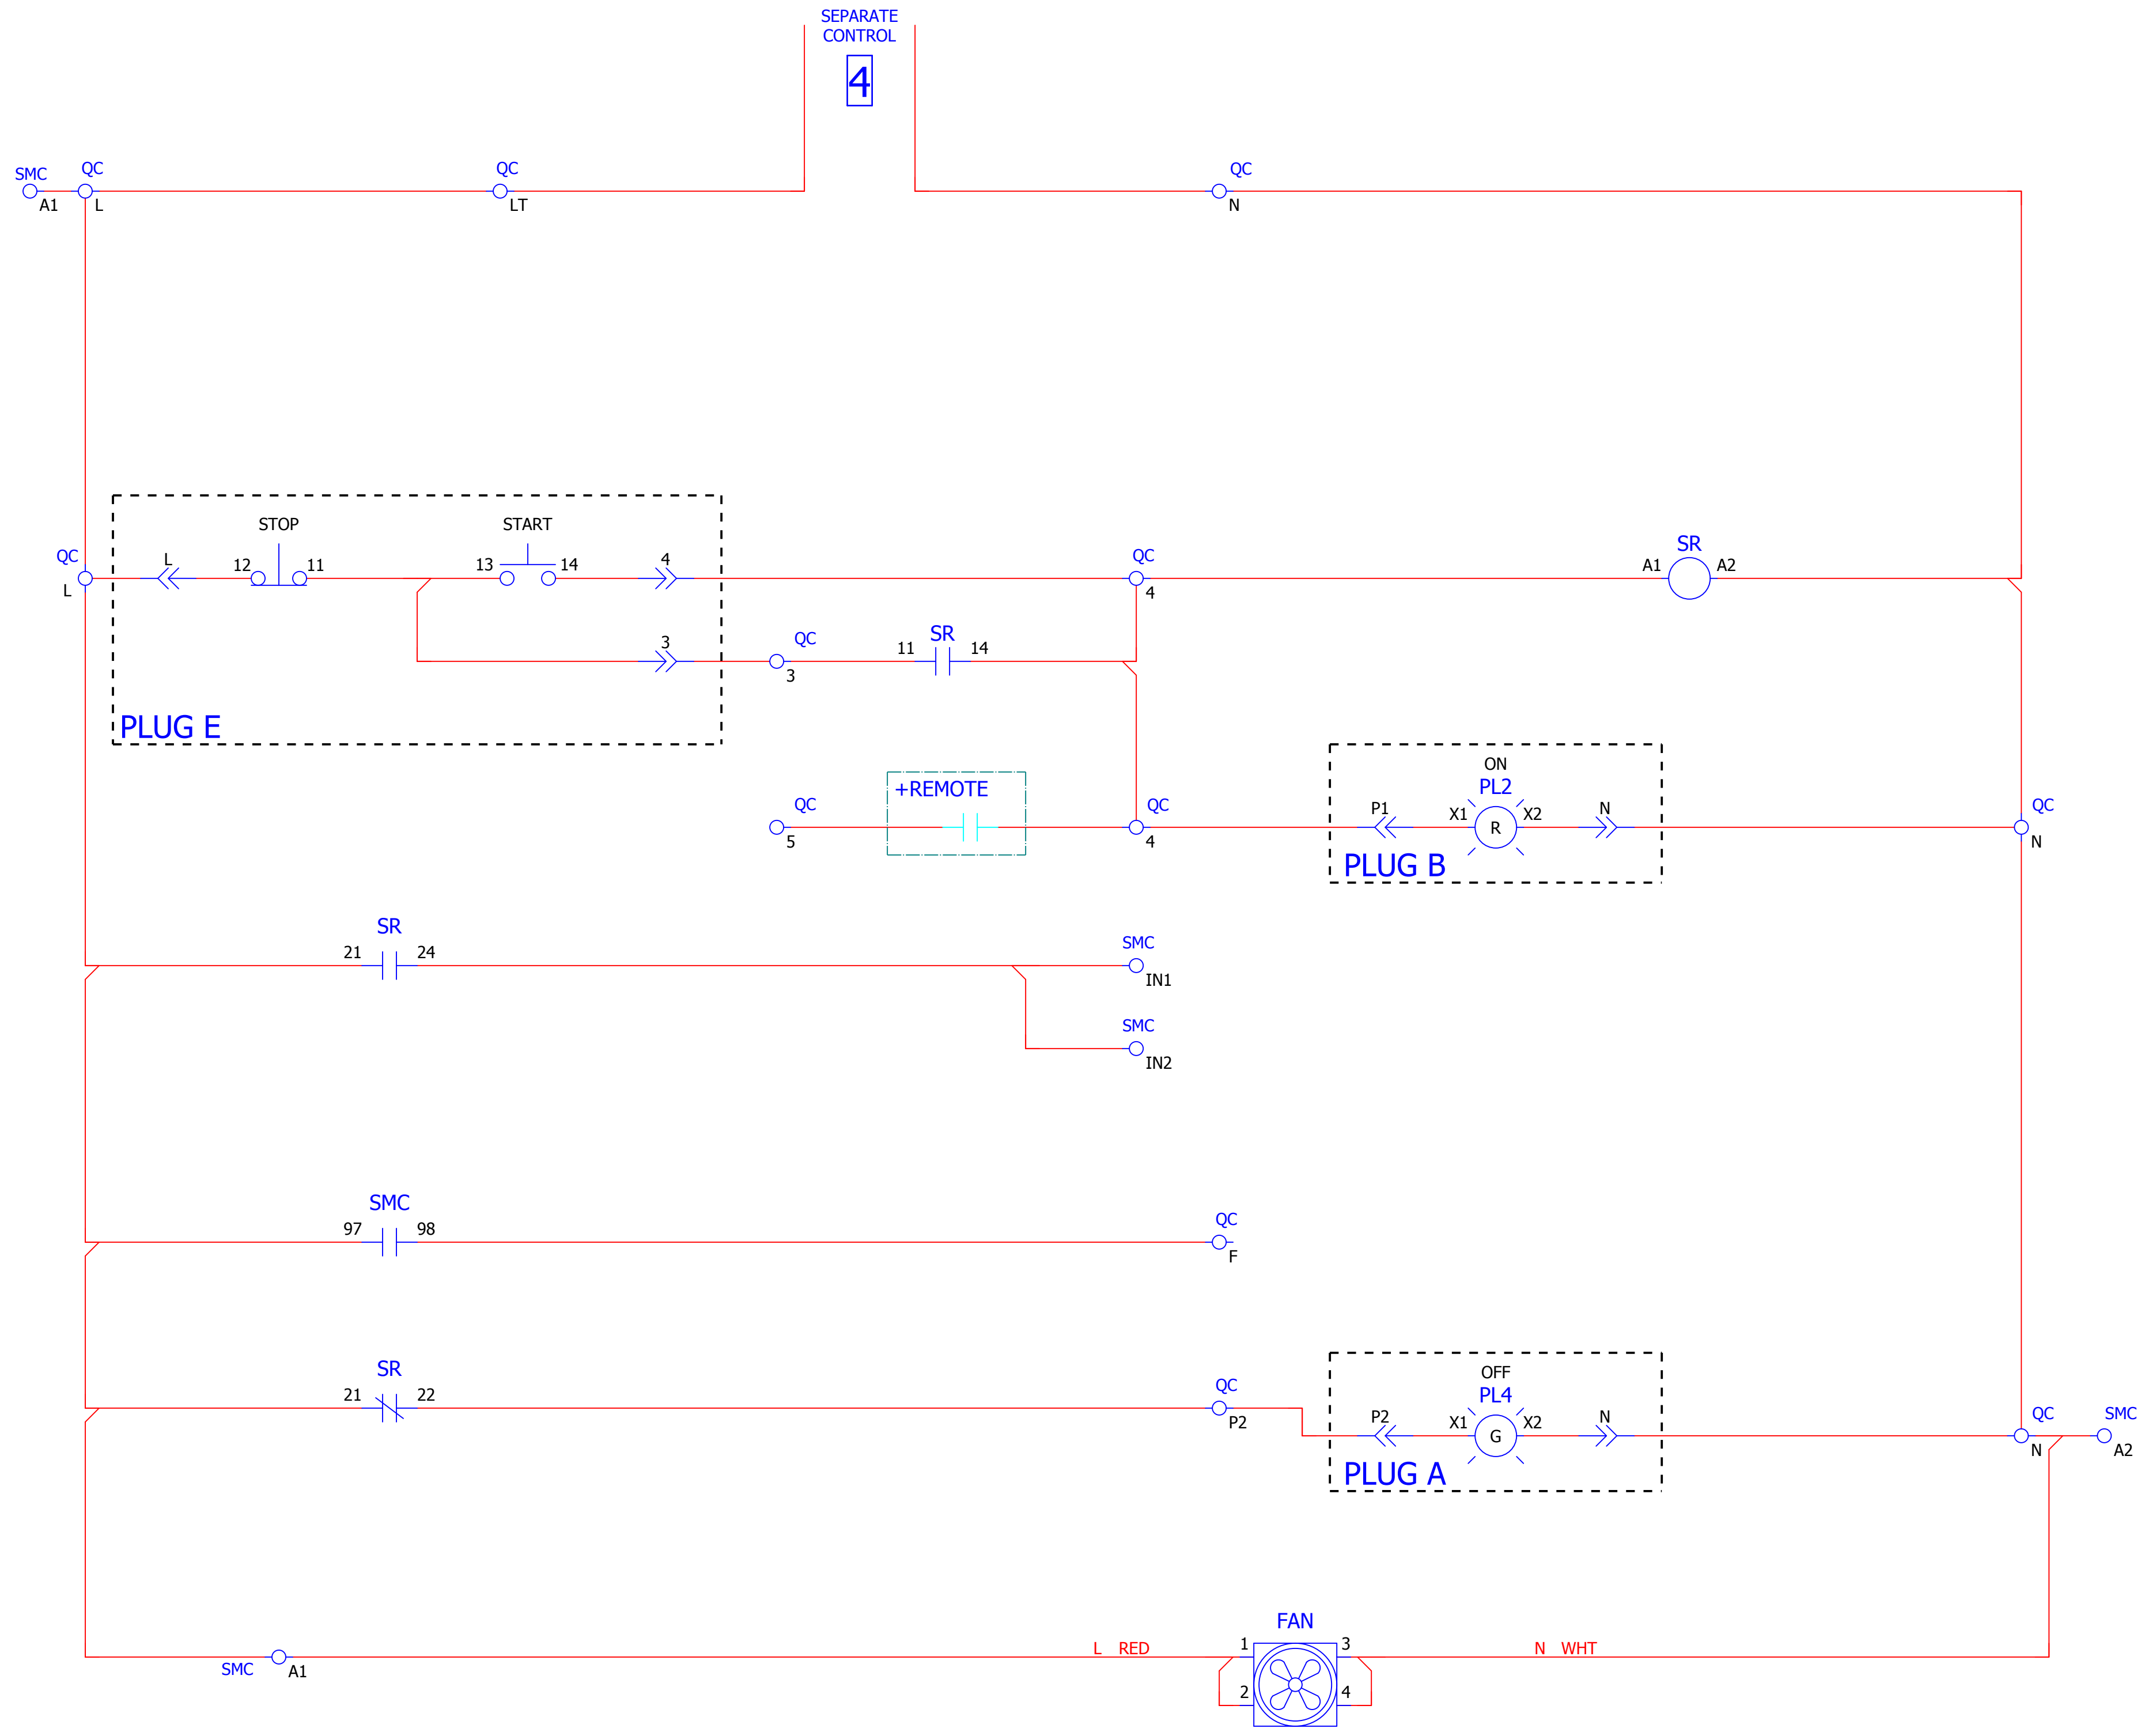 SEPARATE
CONTROL
4
SMC
QC
QC
QC
A1
L
LT
N
STOP
START
QC
L
12
11
13
14
4
QC
SR
A1
A2
L
4
3
QC
11
SR
14
3
PLUG E
ON
+REMOTE
PL2
QC
QC
P1
X1
R
X2
N
QC
5
4
N
PLUG B
SR
21
24
SMC
IN1
SMC
IN2
SMC
97
98
QC
F
SR
21
22
QC
P2
OFF
PL4
P2
X1
G
X2
N
QC
SMC
N
A2
PLUG A
FAN
L RED
1
3
N WHT
SMC
A1
2
4